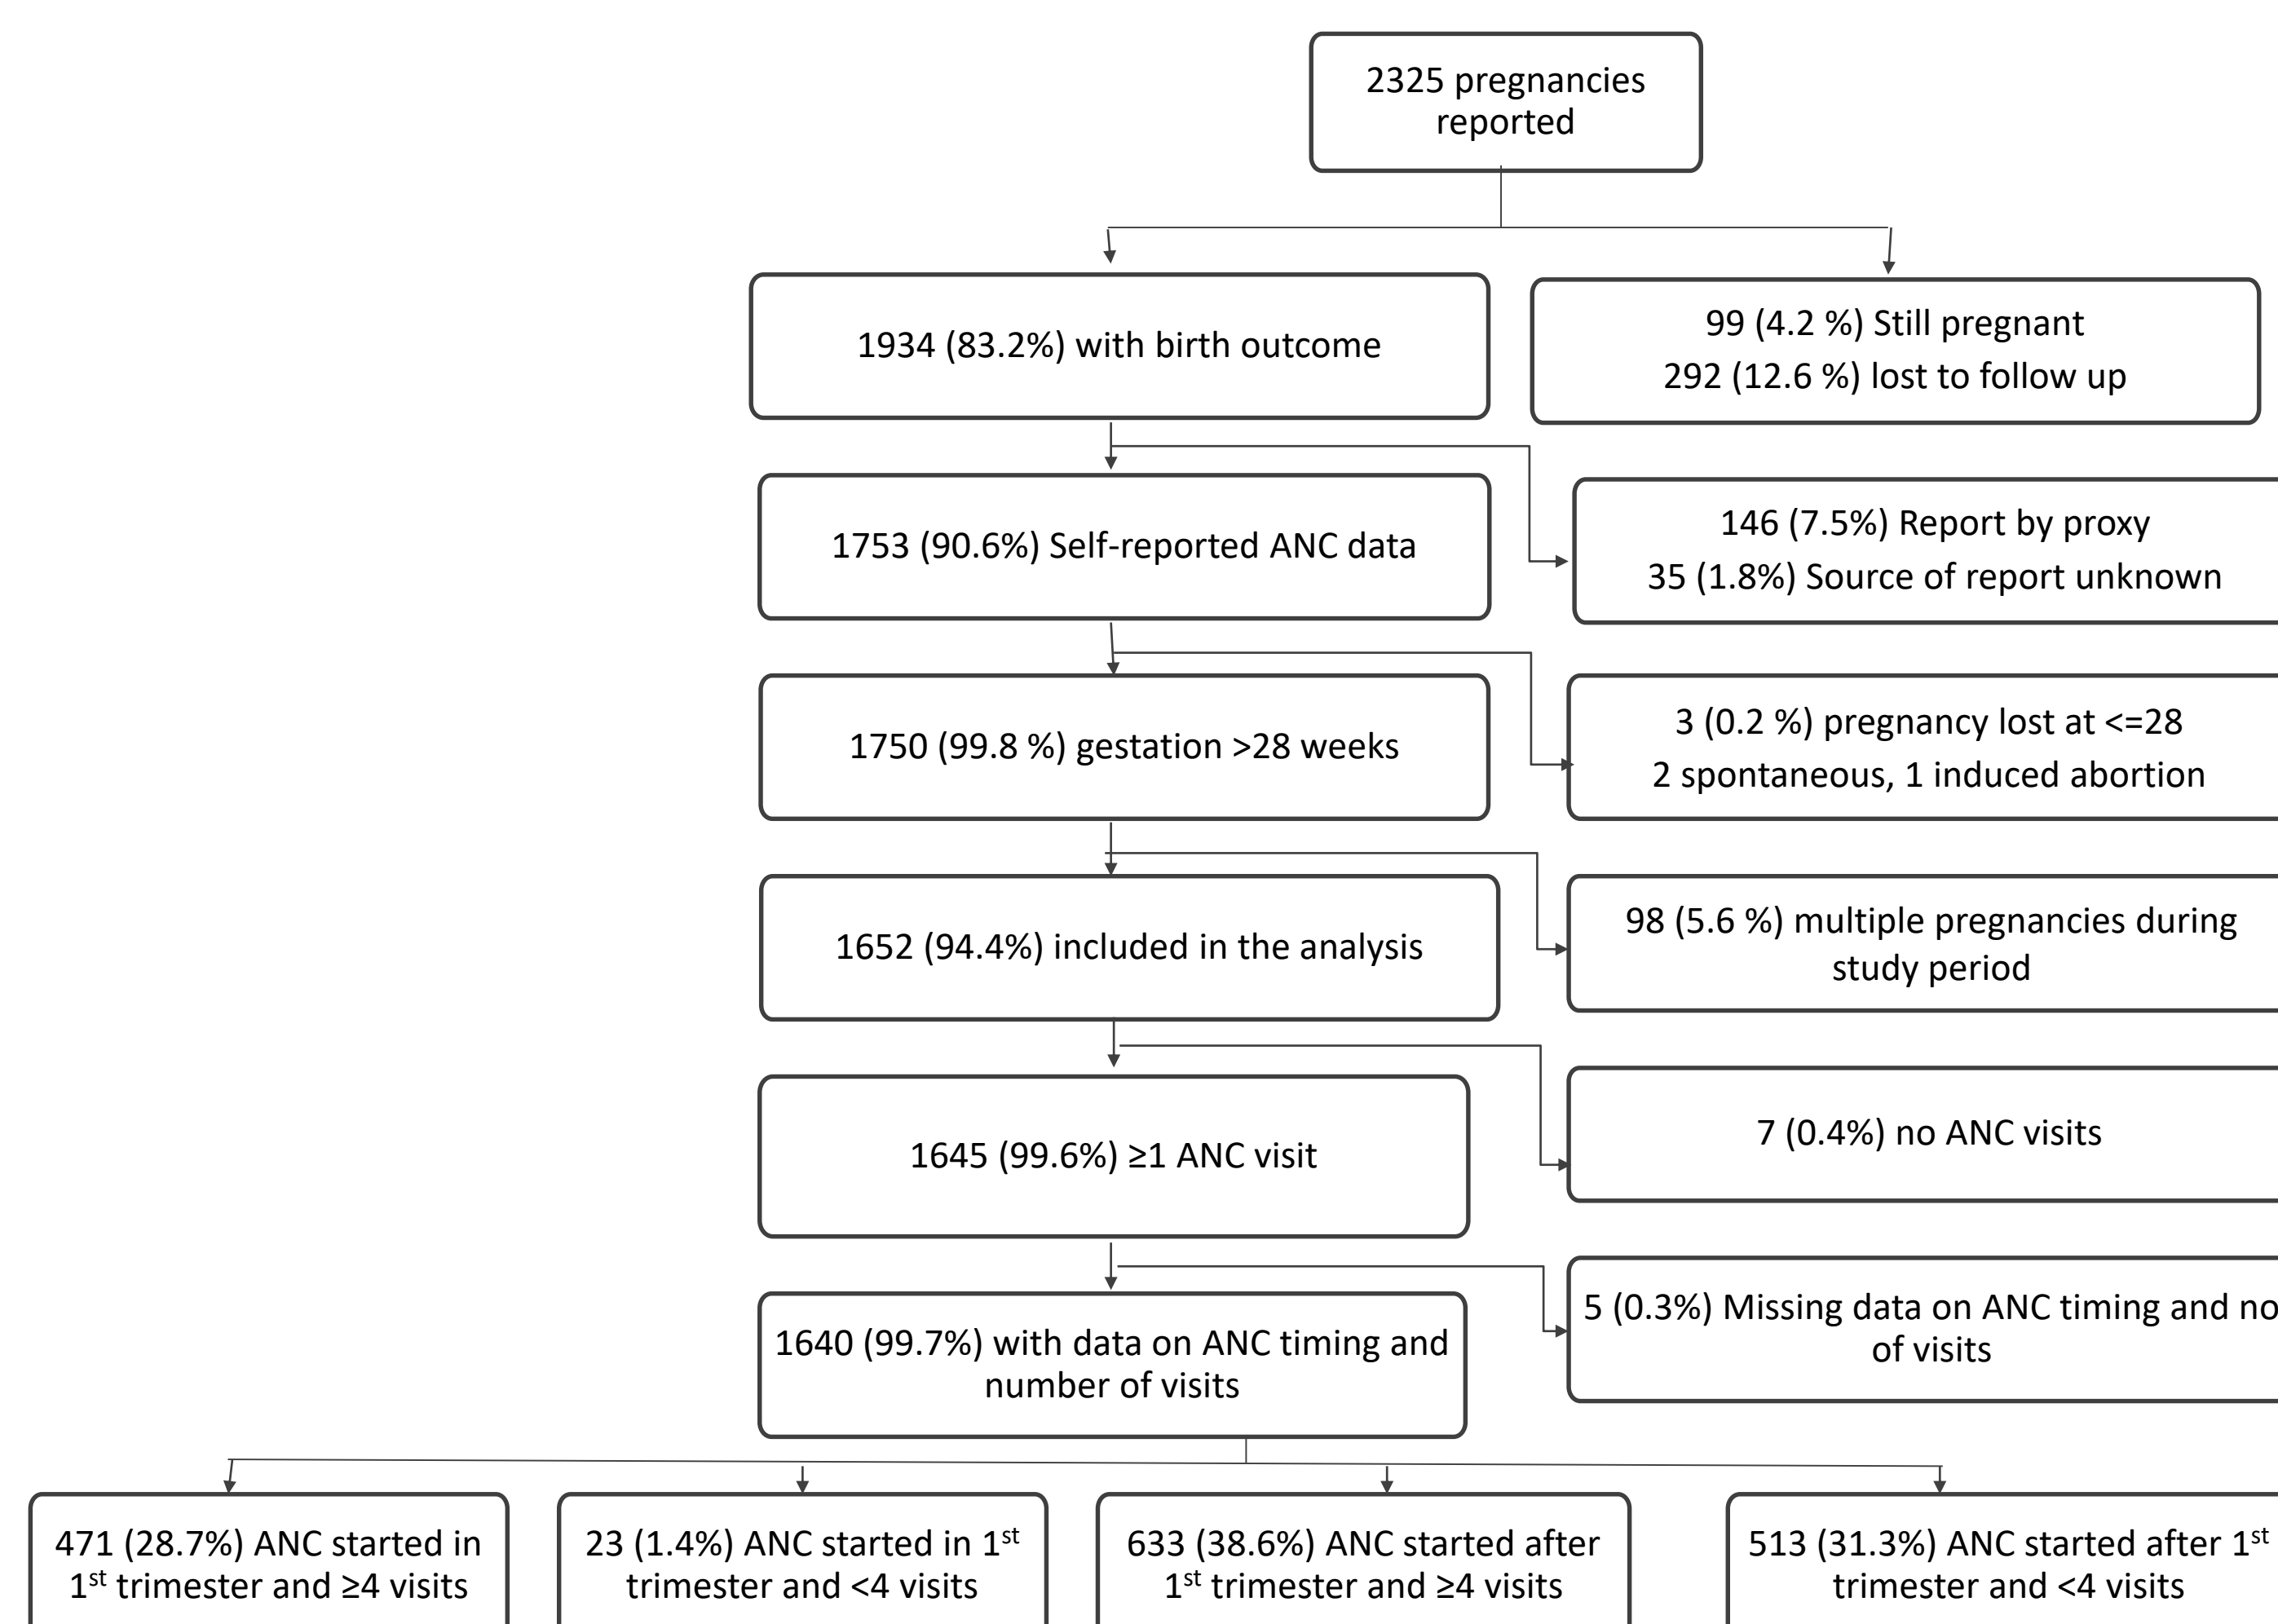 2325 pregnancies
reported
1934 (83.2%) with birth outcome
99 (4.2 %) Still pregnant
292 (12.6 %) lost to follow up
1753 (90.6%) Self-reported ANC data
146 (7.5%) Report by proxy
35 (1.8%) Source of report unknown
1750 (99.8 %) gestation >28 weeks
3 (0.2 %) pregnancy lost at <=28
2 spontaneous, 1 induced abortion
1652 (94.4%) included in the analysis
98 (5.6 %) multiple pregnancies during
study period
1645 (99.6%) ≥1 ANC visit
7 (0.4%) no ANC visits
1640 (99.7%) with data on ANC timing and
number of visits
5 (0.3%) Missing data on ANC timing and no
of visits
471 (28.7%) ANC started in
1st trimester and ≥4 visits
23 (1.4%) ANC started in 1st
trimester and <4 visits
633 (38.6%) ANC started after
1st trimester and ≥4 visits
513 (31.3%) ANC started after 1st
trimester and <4 visits